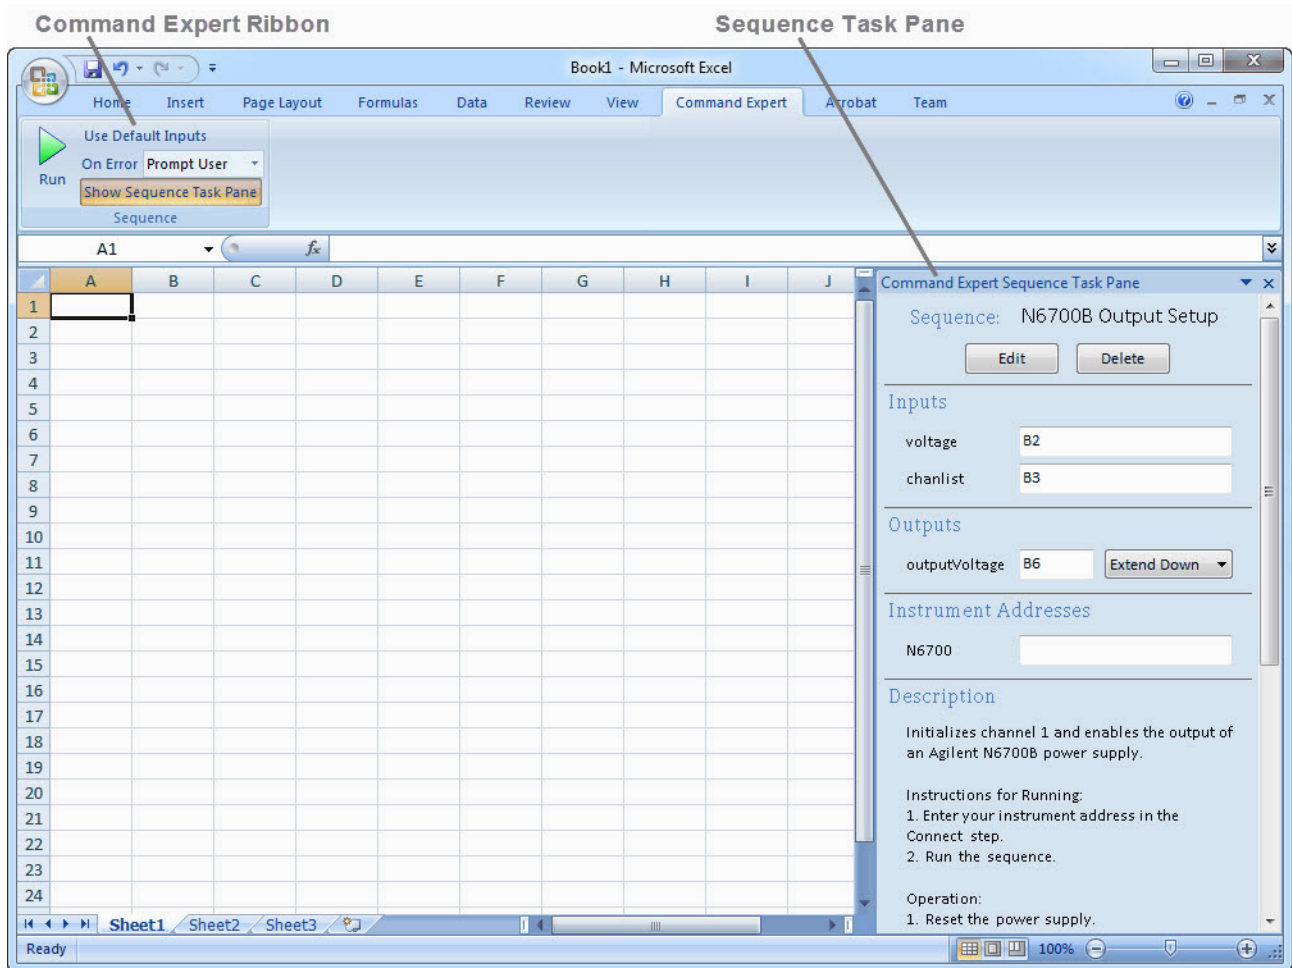 Command Expert Ribbon
Sequence Task Pane
Book1 - Microsoft Excel
Home Insert Page Layout Formulas Data Review View Command Expert Acrobat Team
Use Default Inputs
On Error Prompt User
Run
Show Sequence Task Pane
Sequence
A1 fx
A B C D E F G H I J
1
2
3
4
5
6
7
8
9
10
11
12
13
14
15
16
17
18
19
20
21
22
23
24
Command Expert Sequence Task Pane
Sequence: N6700B Output Setup
Edit Delete
Inputs
voltage B2
chanlist B3
Outputs
outputVoltage B6 Extend Down
Instrument Addresses
N6700
Description
Initializes channel 1 and enables the output of
an Agilent N6700B power supply.
Instructions for Running:
1. Enter your instrument address in the
Connect step.
2. Run the sequence.
Operation:
1. Reset the power supply.
Sheet1 Sheet2 Sheet3
Ready 100%